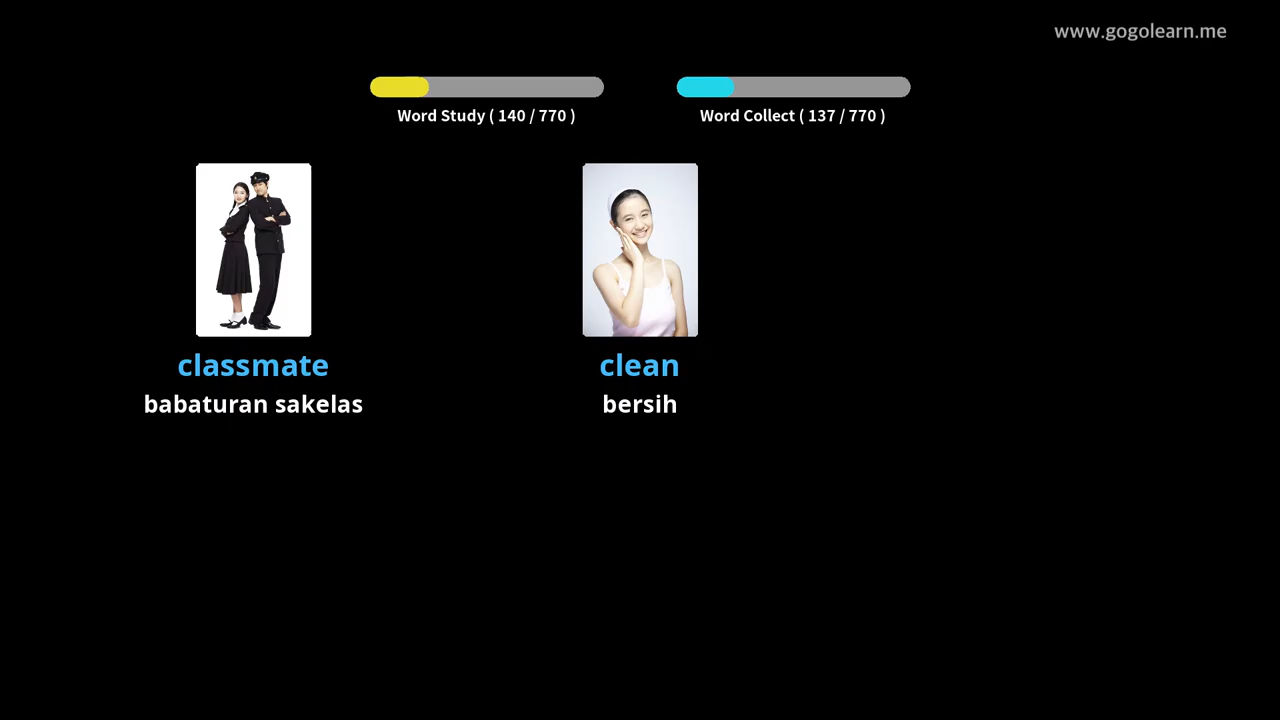 www.gogolearn.me
Word Study ( 140 / 770 )
Word Collect ( 137 / 770 )
classmate
babaturan sakelas
clean
bersih